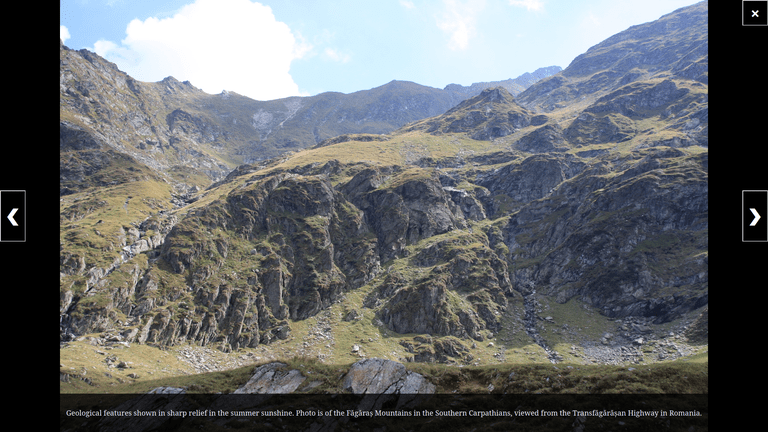 Geological features shown in sharp relief in the summer sunshine. Photo is of the Făgăraș Mountains in the Southern Carpathians, viewed from the Transfăgărășan Highway in Romania.